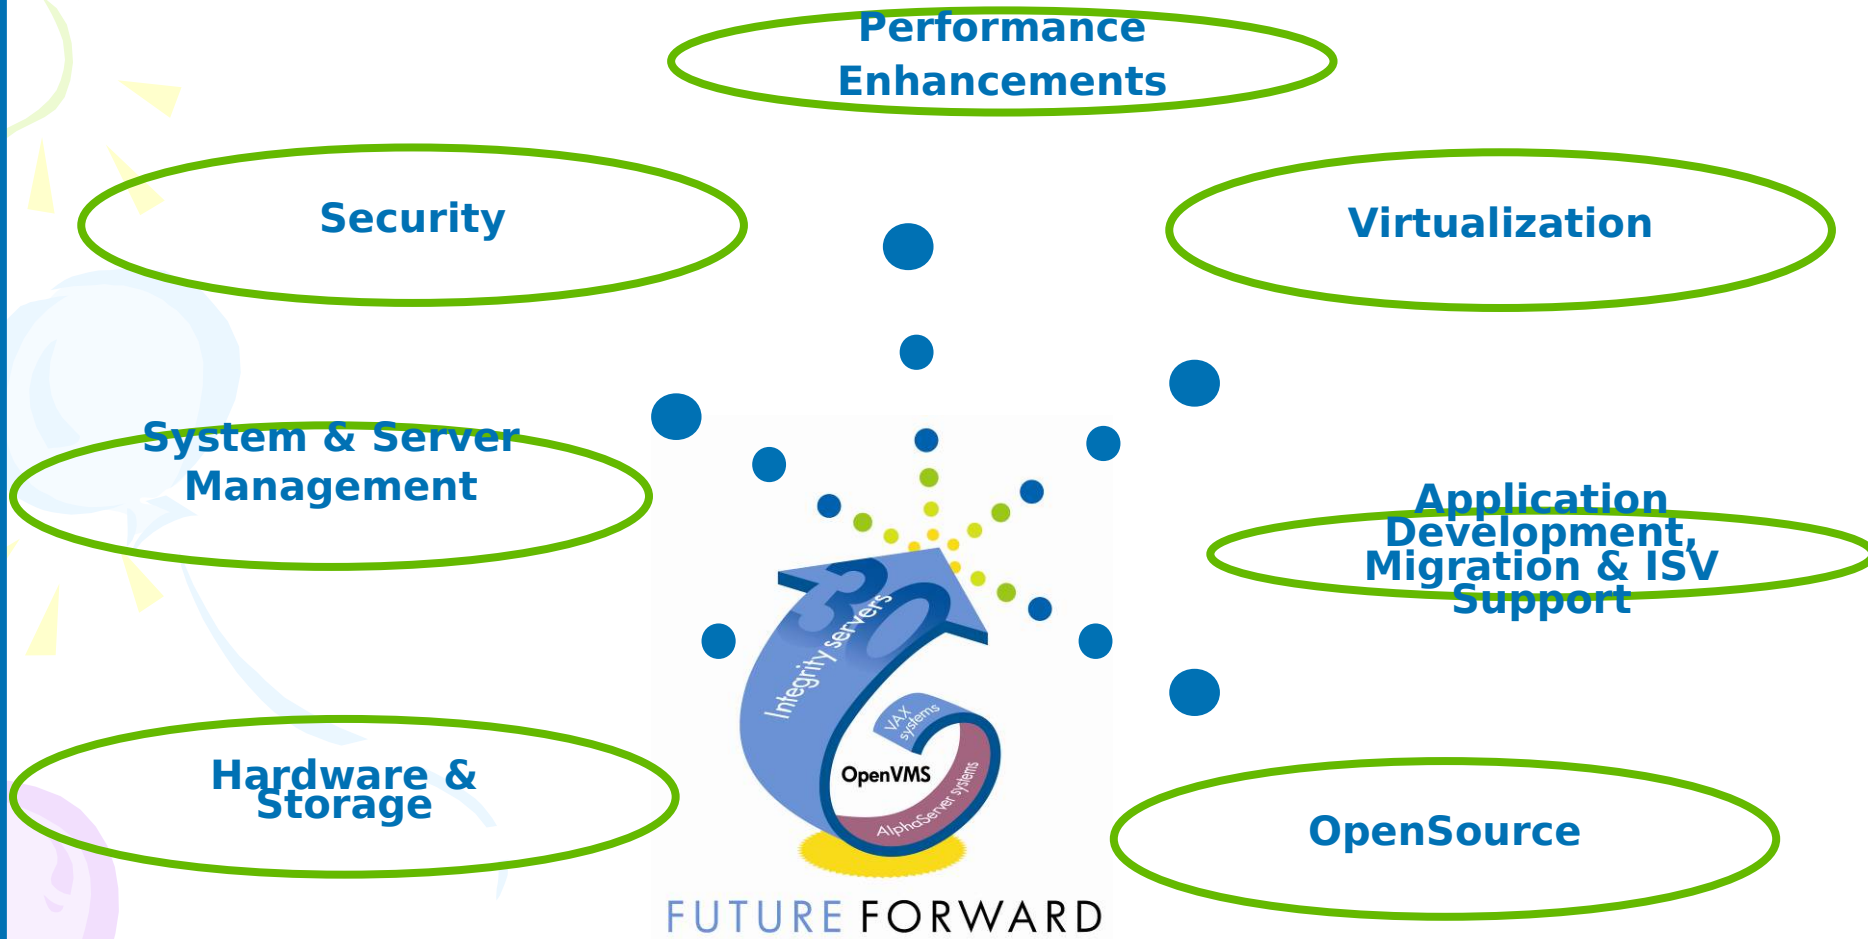 Performance
Enhancements
Security
Virtualization
System & Server
Management
Application
Development,
Migration & ISV
Support
30
Integrity servers
VAX
systems
OpenVMS
AlphaServer systems
Hardware &
Storage
OpenSource
FUTURE FORWARD